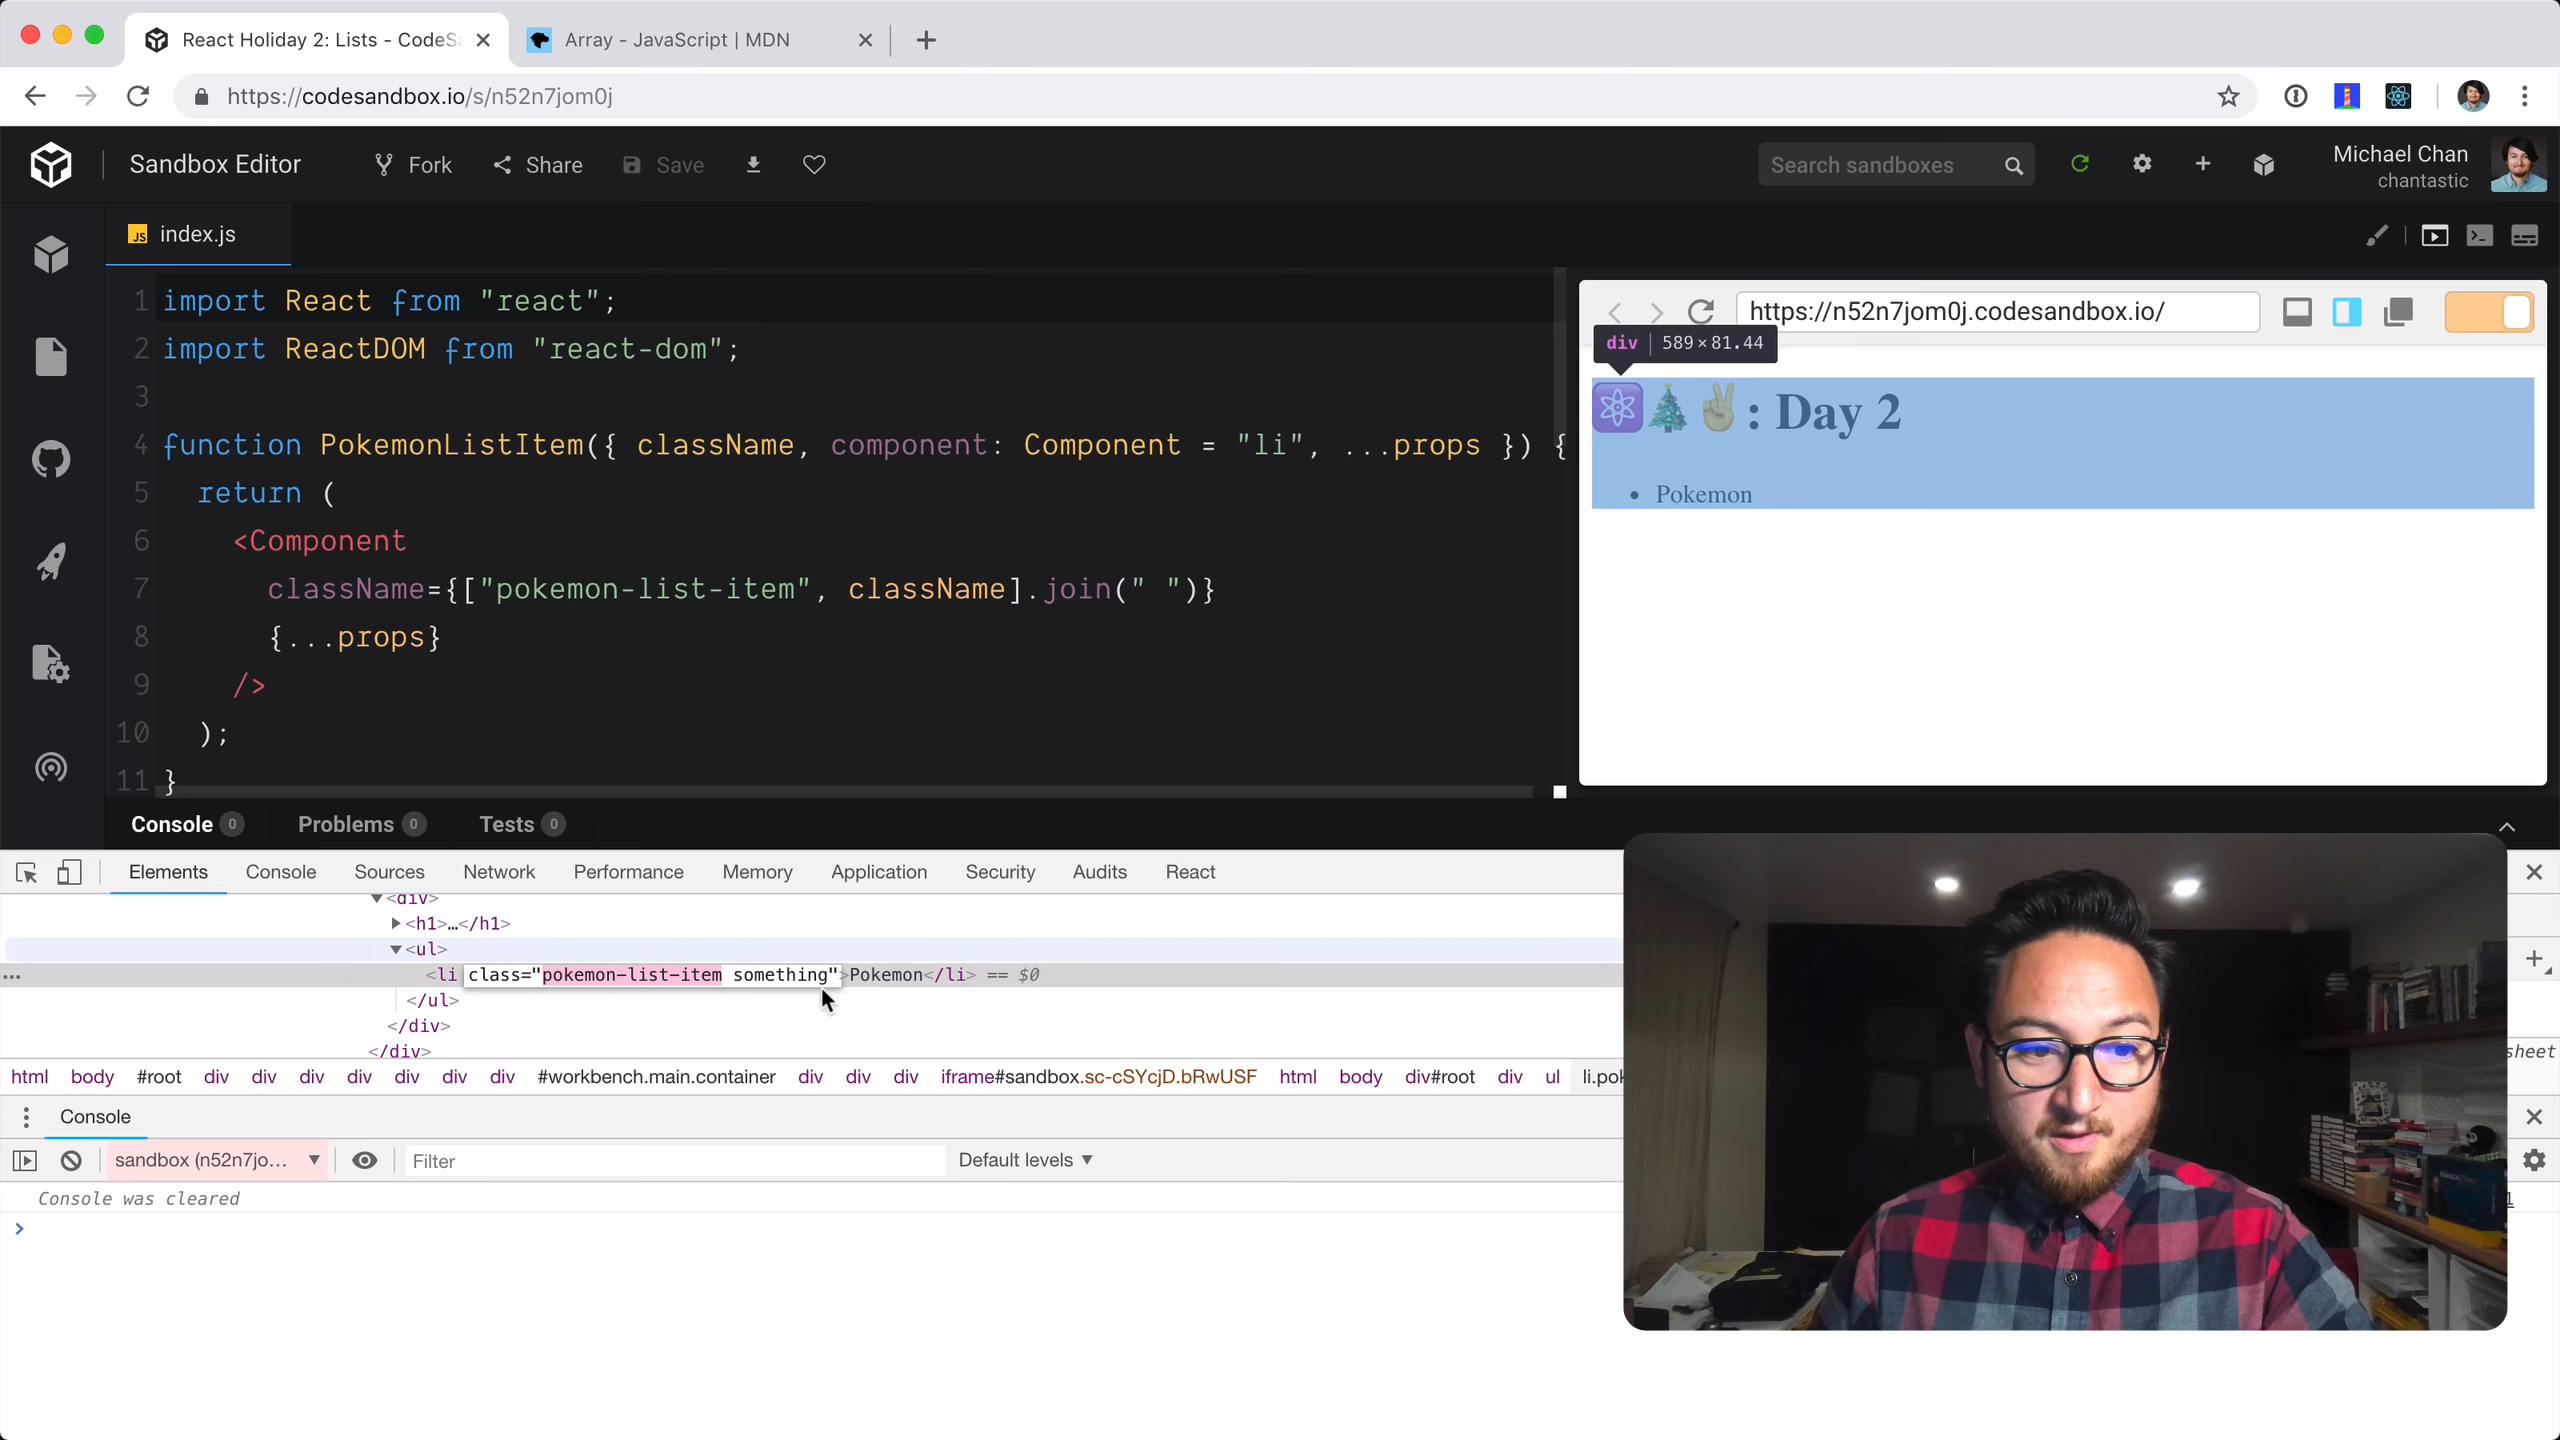 React Holiday 2: Lists - CodeSa
Array - JavaScript | MDN
https://codesandbox.io/s/n52n7jom0j
Sandbox Editor
Fork
Share
Save
Search sandboxes
Michael Chan
chantastic
JS index.js
1 import React from "react";
2 import ReactDOM from "react-dom";
3
4 function PokemonListItem({ className, component: Component = "li", ...props }) {
5 return (
6 <Component
7 className={["pokemon-list-item", className].join(" ")}
8 {...props}
9 />
10 );
11 }
https://n52n7jom0j.codesandbox.io/
div 589×81.44
: Day 2
• Pokemon
Console 0 Problems 0 Tests 0
Elements Console Sources Network Performance Memory Application Security Audits React
▼<div>
▶<h1>…</h1>
▼<ul>
… <li class="pokemon-list-item something">Pokemon</li> == $0
</ul>
</div>
</div>
sheet
html body #root div div div div div div div #workbench.main.container div div div iframe#sandbox.sc-cSYcjD.bRwUSF html body div#root div ul li.pok
Console
sandbox (n52n7jo… ▼ Filter Default levels ▼
Console was cleared
1
>